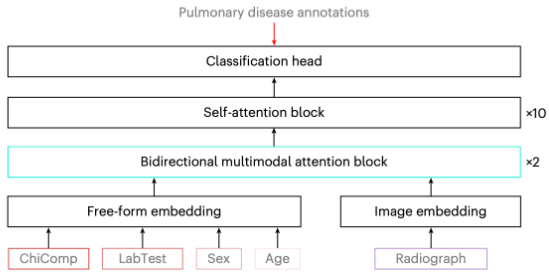 Pulmonary disease annotations
Classification head
Self-attention block
×10
Bidirectional multimodal attention block
×2
Free-form embedding
Image embedding
ChiComp
LabTest
Sex
Age
Radiograph